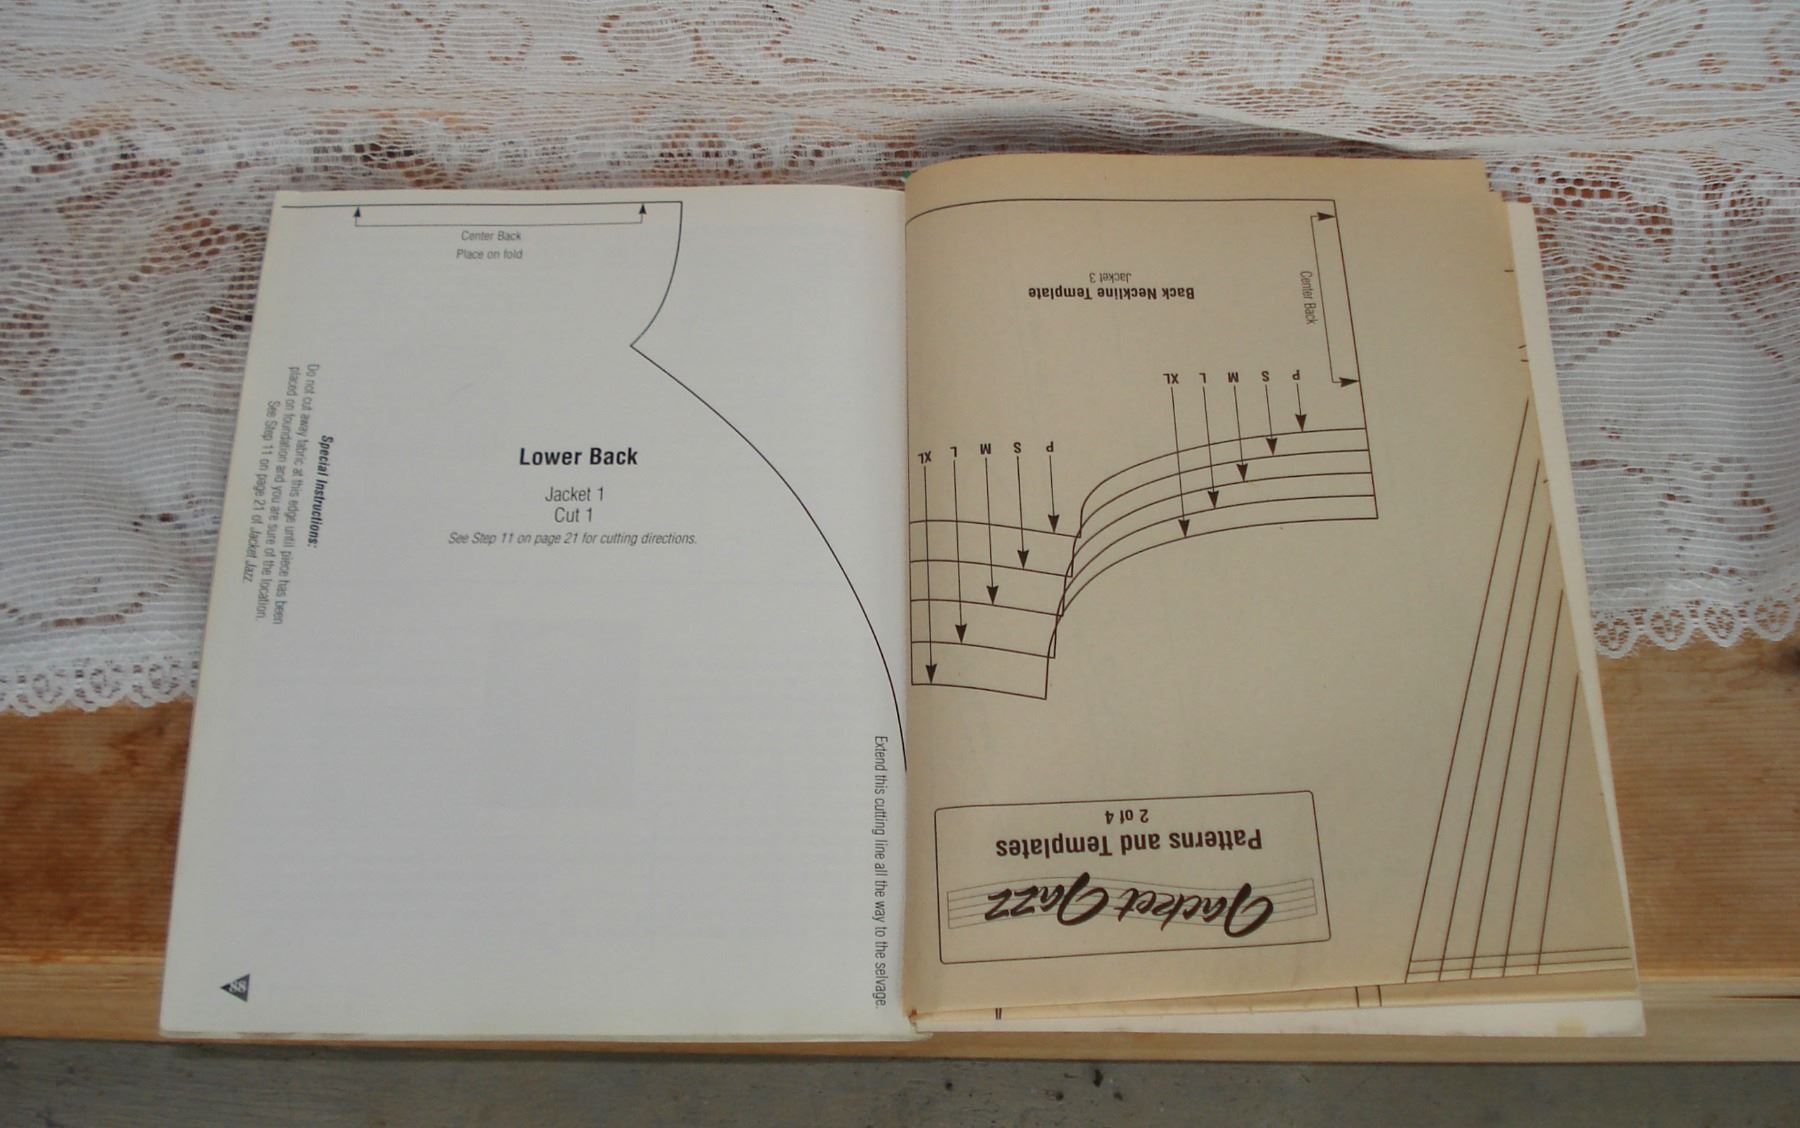 Center Back
Place on fold
Special Instructions:
Do not cut away fabric at this edge until piece has been
placed on foundation and you are sure of the location.
See Step 11 on page 21 of Jacket Jazz
Lower Back
Jacket 1
Cut 1
See Step 11 on page 21 for cutting directions.
Extend this cutting line all the way to the selvage.
Jacket Jazz
Patterns and Templates
2 of 4
P
S
M
L
XL
P
S
M
L
XL
Center Back
Back Neckline Template
Jacket 3